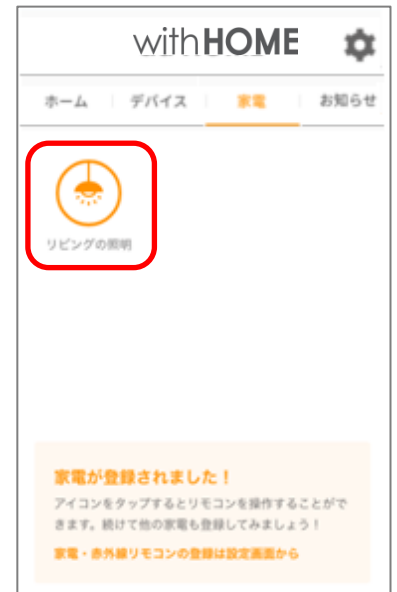 withHOME
ホーム デバイス 家電 お知らせ
リビングの照明
家電が登録されました！
アイコンをタップするとリモコンを操作することがで
きます。続けて他の家電も登録してみましょう！
家電・赤外線リモコンの登録は設定画面から